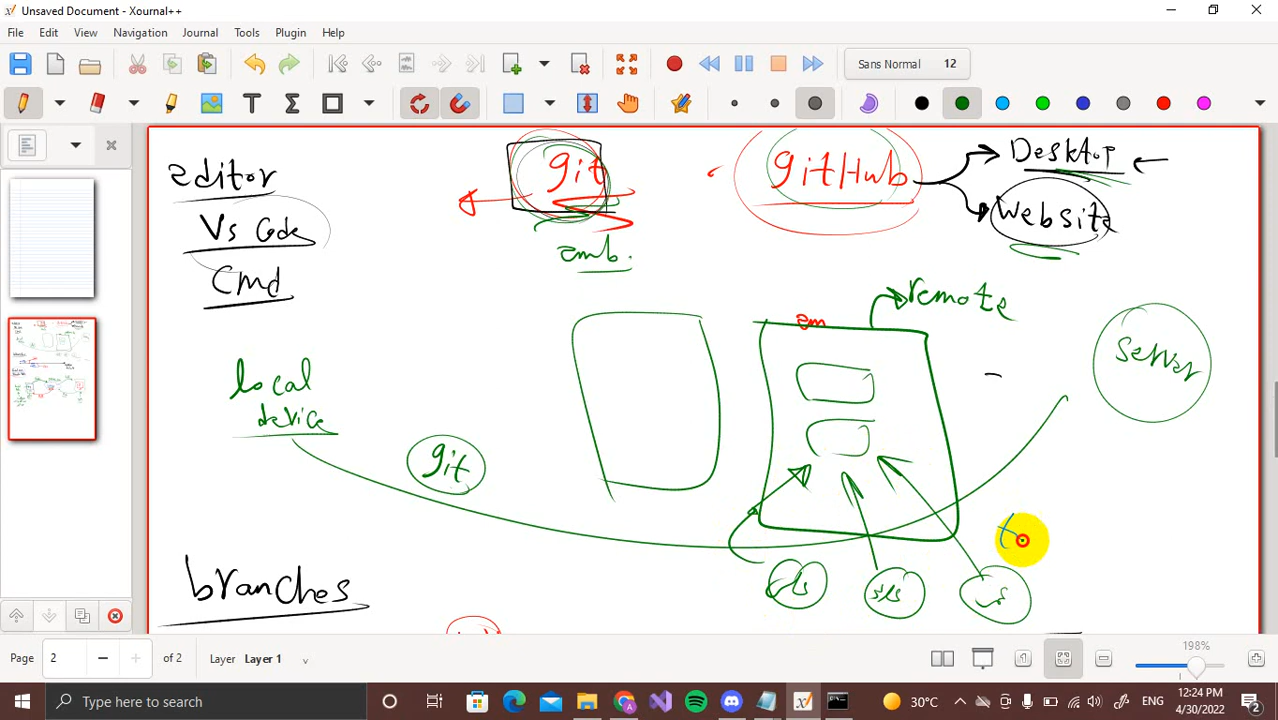 Unsaved Document - Xournal++
File Edit View Navigation Journal Tools Plugin Help
Sans Normal 12
editor
Vs Code
Cmd
git
gitHub
Desktop
Website
remote
server
local
device
git
branches
Page 2 of 2 Layer Layer 1
198%
Type here to search
30°C
ENG
12:24 PM
4/30/2022
2